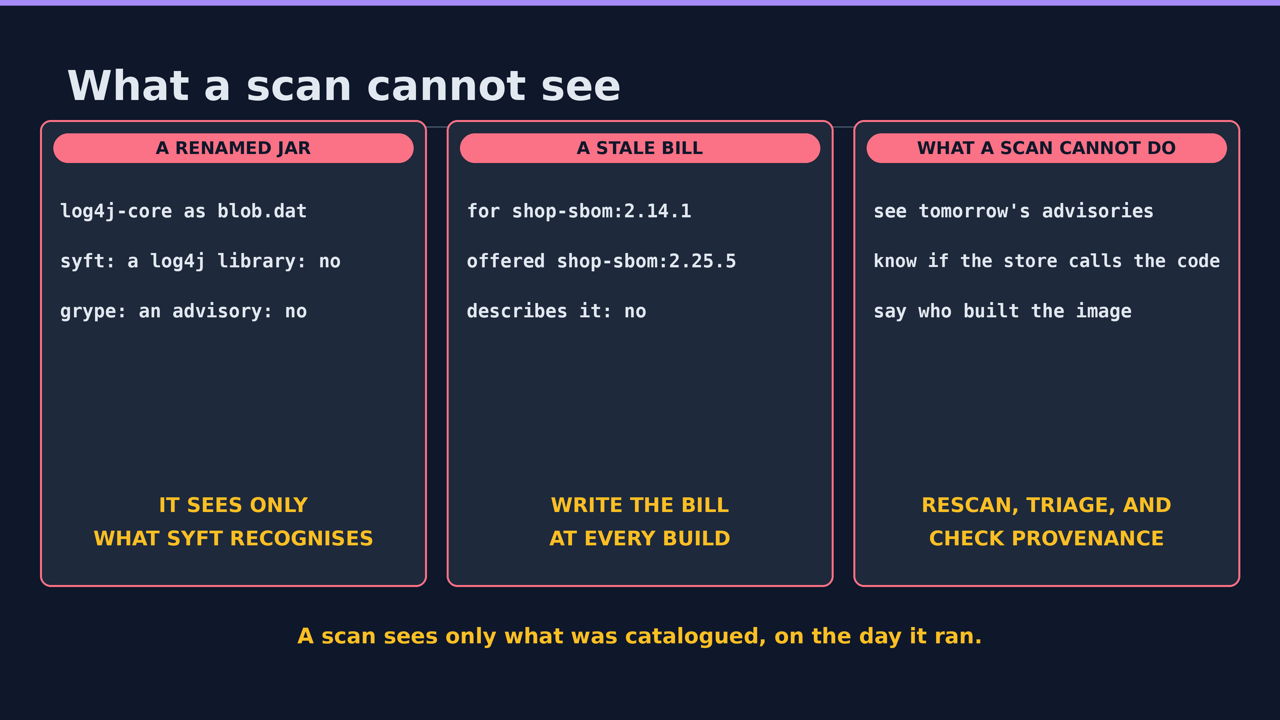 What a scan cannot see
A RENAMED JAR
log4j-core as blob.dat
syft: a log4j library: no
grype: an advisory: no
IT SEES ONLY
WHAT SYFT RECOGNISES
A STALE BILL
for shop-sbom:2.14.1
offered shop-sbom:2.25.5
describes it: no
WRITE THE BILL
AT EVERY BUILD
WHAT A SCAN CANNOT DO
see tomorrow's advisories
know if the store calls the code
say who built the image
RESCAN, TRIAGE, AND
CHECK PROVENANCE
A scan sees only what was catalogued, on the day it ran.